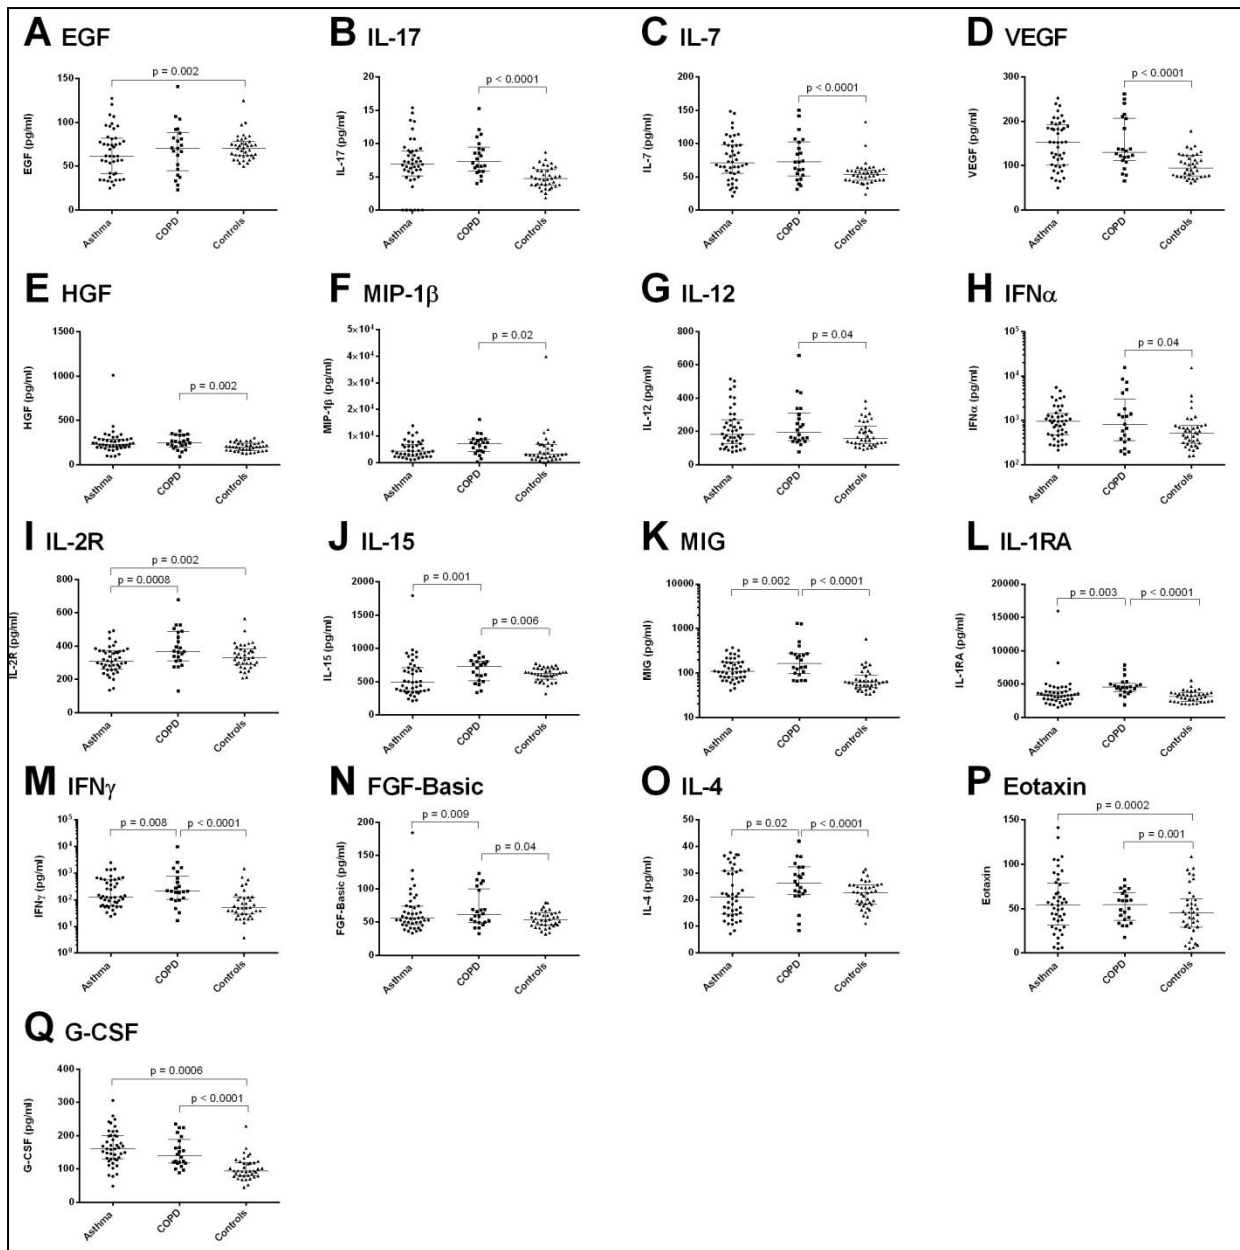 A EGF
p = 0.002
EGF (pg/ml)
150
100
50
0
Asthma
COPD
Controls
B IL-17
p < 0.0001
IL-17 (pg/ml)
20
15
10
5
0
Asthma
COPD
Controls
C IL-7
p < 0.0001
IL-7 (pg/ml)
200
150
100
50
0
Asthma
COPD
Controls
D VEGF
p < 0.0001
VEGF (pg/ml)
300
200
100
0
Asthma
COPD
Controls
E HGF
p = 0.002
HGF (pg/ml)
1500
1000
500
0
Asthma
COPD
Controls
F MIP-1β
p = 0.02
MIP-1β (pg/ml)
5×10⁴
4×10⁴
3×10⁴
2×10⁴
1×10⁴
0
Asthma
COPD
Controls
G IL-12
p = 0.04
IL-12 (pg/ml)
800
600
400
200
0
Asthma
COPD
Controls
H IFNα
p = 0.04
IFNα (pg/ml)
10⁵
10⁴
10³
10²
Asthma
COPD
Controls
I IL-2R
p = 0.002
p = 0.0008
IL-2R (pg/ml)
800
600
400
200
0
Asthma
COPD
Controls
J IL-15
p = 0.001
p = 0.006
IL-15 (pg/ml)
2000
1500
1000
500
0
Asthma
COPD
Controls
K MIG
p = 0.002
p < 0.0001
MIG (pg/ml)
10000
1000
100
10
Asthma
COPD
Controls
L IL-1RA
p = 0.003
p < 0.0001
IL-1RA (pg/ml)
20000
15000
10000
5000
0
Asthma
COPD
Controls
M IFNγ
p = 0.008
p < 0.0001
IFNγ (pg/ml)
10⁵
10⁴
10³
10²
10¹
10⁰
Asthma
COPD
Controls
N FGF-Basic
p = 0.009
p = 0.04
FGF-Basic (pg/ml)
200
150
100
50
0
Asthma
COPD
Controls
O IL-4
p = 0.02
p < 0.0001
IL-4 (pg/ml)
50
40
30
20
10
0
Asthma
COPD
Controls
P Eotaxin
p = 0.0002
p = 0.001
Eotaxin
150
100
50
0
Asthma
COPD
Controls
Q G-CSF
p = 0.0006
p < 0.0001
G-CSF (pg/ml)
400
300
200
100
0
Asthma
COPD
Controls